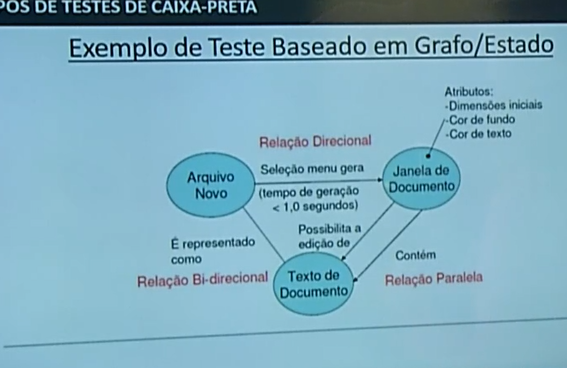 POS DE TESTES DE CAIXA-PRETA
Exemplo de Teste Baseado em Grafo/Estado
Atributos:
-Dimensões iniciais
-Cor de fundo
-Cor de texto
Relação Direcional
Arquivo
Novo
Seleção menu gera
(tempo de geração
< 1,0 segundos)
Janela de
Documento
É representado
como
Relação Bi-direcional
Possibilita a
edição de
Texto de
Documento
Contém
Relação Paralela